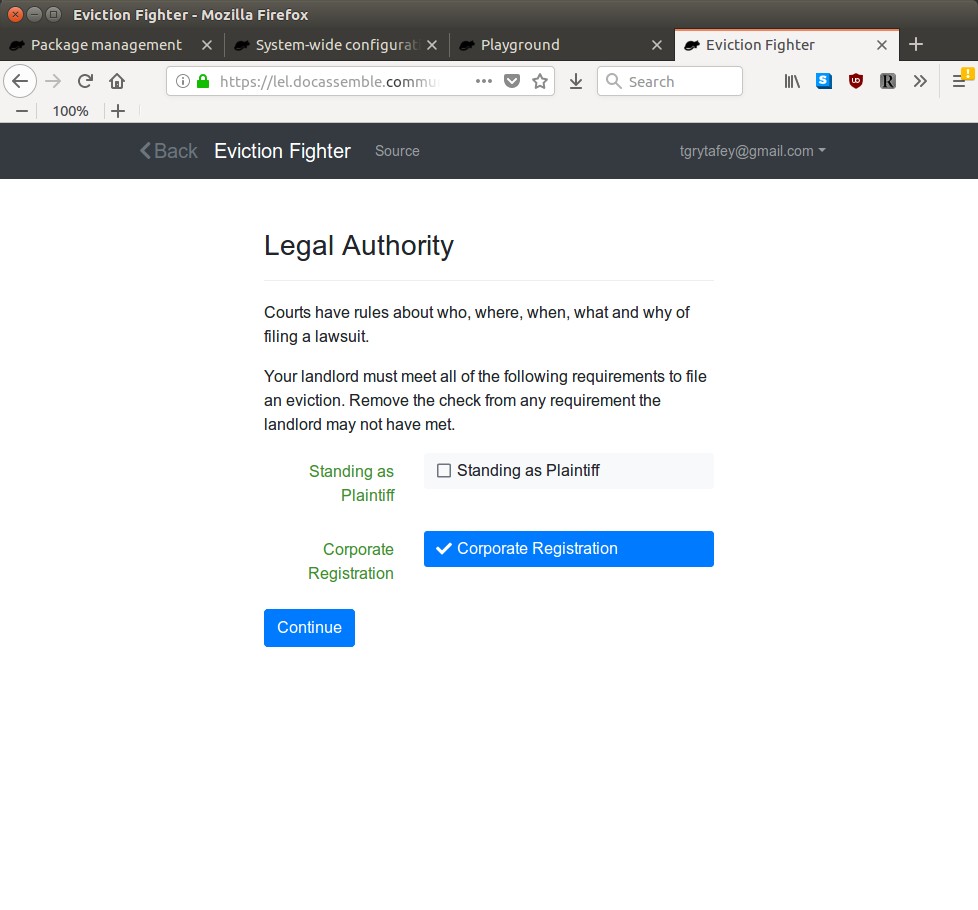 Eviction Fighter - Mozilla Firefox
Package management
System-wide configurat
Playground
Eviction Fighter
https://lel.docassemble.commu
Search
100%
Back
Eviction Fighter
Source
tgrytafey@gmail.com
Legal Authority
Courts have rules about who, where, when, what and why of
filing a lawsuit.
Your landlord must meet all of the following requirements to file
an eviction. Remove the check from any requirement the
landlord may not have met.
Standing as
Plaintiff
Standing as Plaintiff
Corporate
Registration
Corporate Registration
Continue